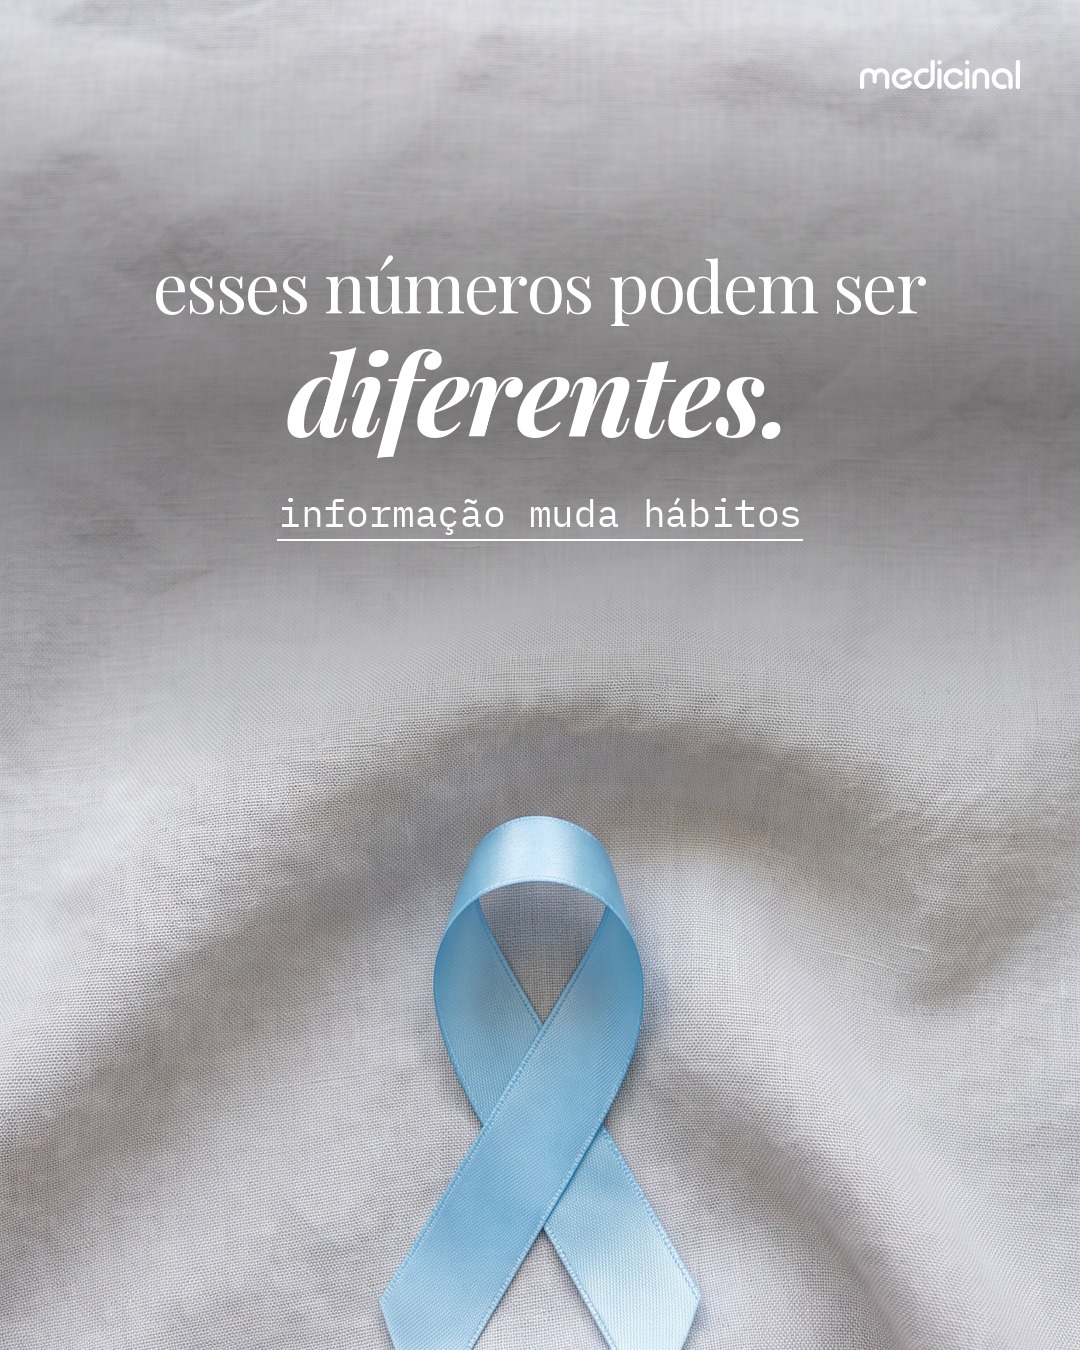 medicinal
esses números podem ser
diferentes.
informação muda hábitos